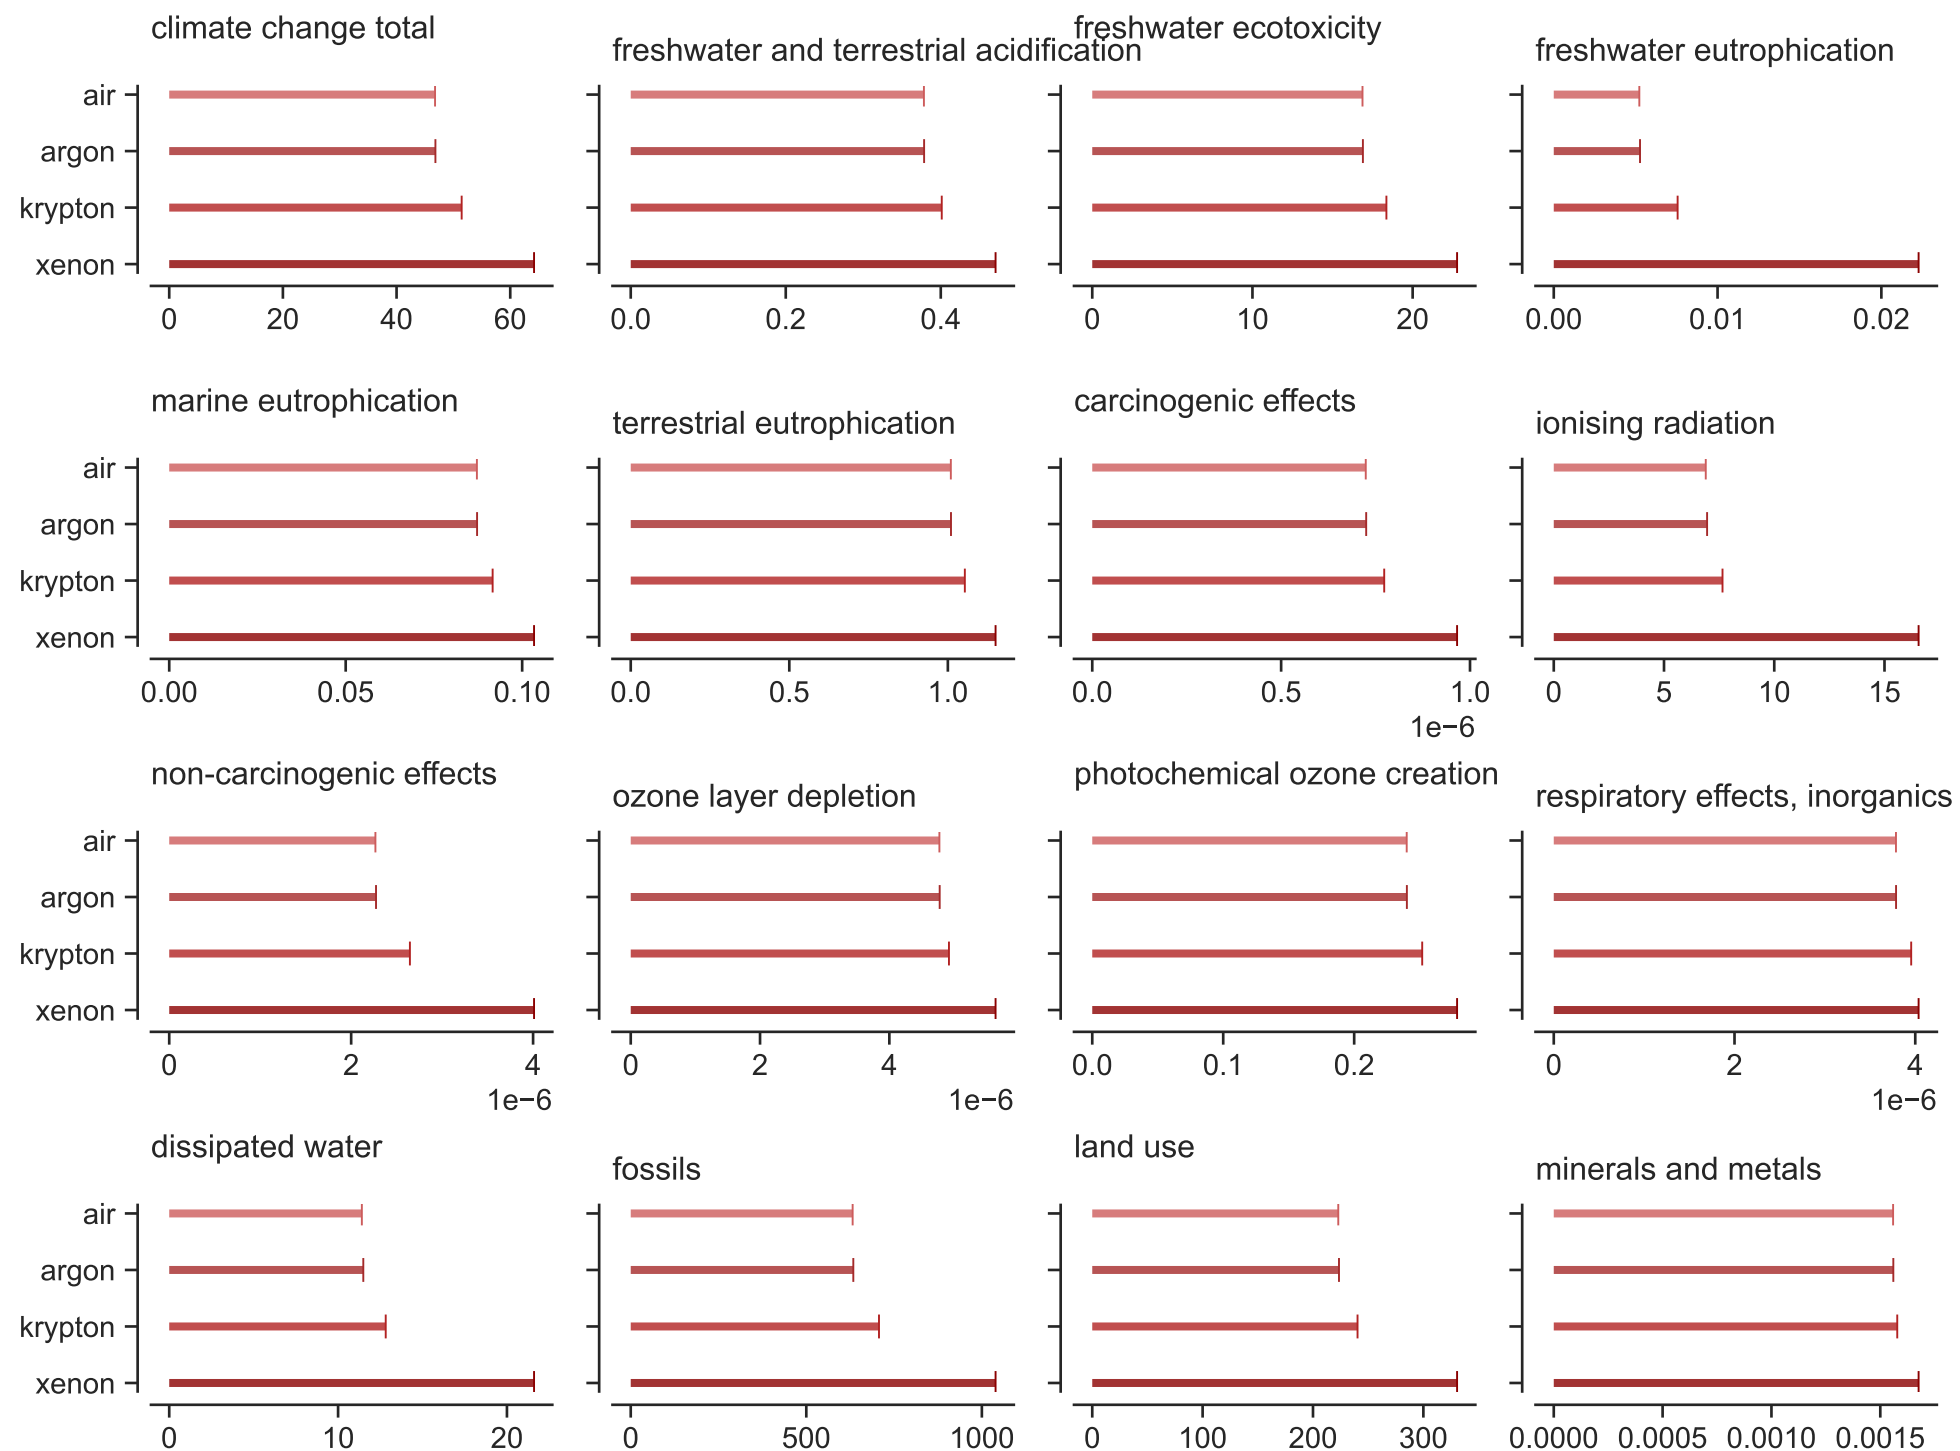 climate change total
freshwater and terrestrial acidification
freshwater ecotoxicity
freshwater eutrophication
air
argon
krypton
xenon
0 20 40 60
0.0 0.2 0.4
0 10 20
0.00 0.01 0.02
marine eutrophication
terrestrial eutrophication
carcinogenic effects
ionising radiation
air
argon
krypton
xenon
0.00 0.05 0.10
0.0 0.5 1.0
1e−6
0.0 0.5 1.0
0 5 10 15
non-carcinogenic effects
ozone layer depletion
photochemical ozone creation
respiratory effects, inorganics
air
argon
krypton
xenon
0 2 4
1e−6
0 2 4
1e−6
0.0 0.1 0.2
0 2 4
1e−6
dissipated water
fossils
land use
minerals and metals
air
argon
krypton
xenon
0 10 20
0 500 1000
0 100 200 300
0.0000 0.0005 0.0010 0.0015